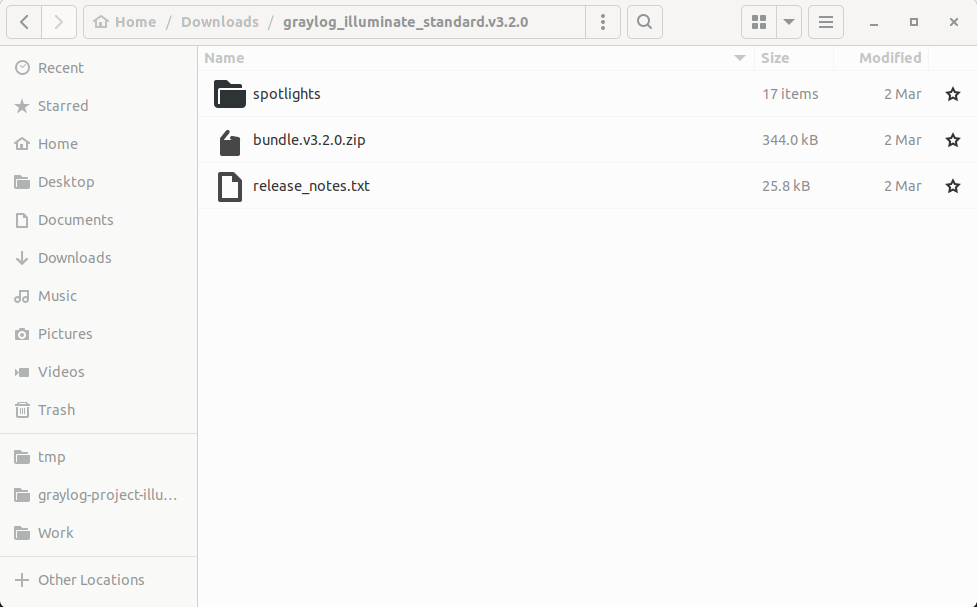 Home / Downloads / graylog_illuminate_standard.v3.2.0
Recent
Starred
Home
Desktop
Documents
Downloads
Music
Pictures
Videos
Trash
tmp
graylog-project-illu…
Work
Other Locations
Name Size Modified
spotlights 17 items 2 Mar
bundle.v3.2.0.zip 344.0 kB 2 Mar
release_notes.txt 25.8 kB 2 Mar